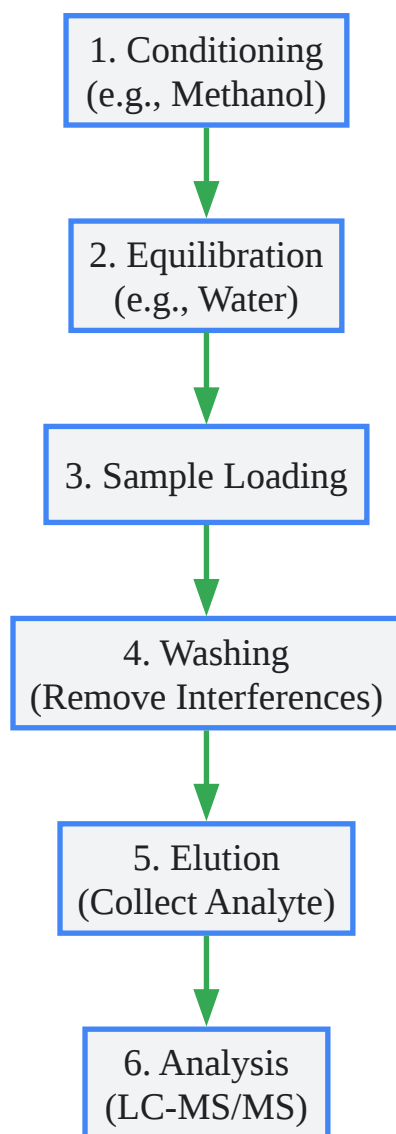 1. Conditioning
(e.g., Methanol)
2. Equilibration
(e.g., Water)
3. Sample Loading
4. Washing
(Remove Interferences)
5. Elution
(Collect Analyte)
6. Analysis
(LC-MS/MS)